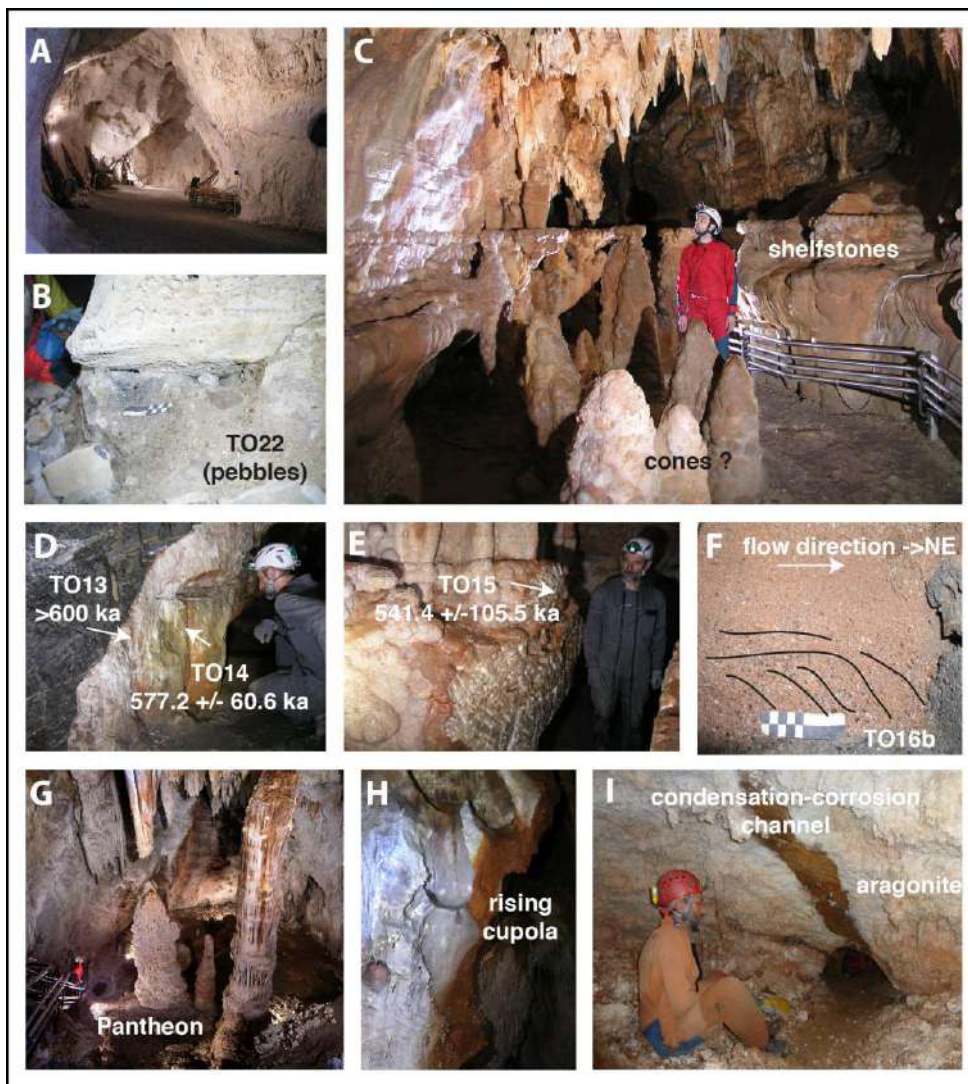 A
B
TO22
(pebbles)
C
shelfstones
cones ?
D
TO13
>600 ka
TO14
577.2 +/- 60.6 ka
E
TO15
541.4 +/-105.5 ka
F
flow direction ->NE
TO16b
G
Pantheon
H
rising
cupola
I
condensation-corrosion
channel
aragonite